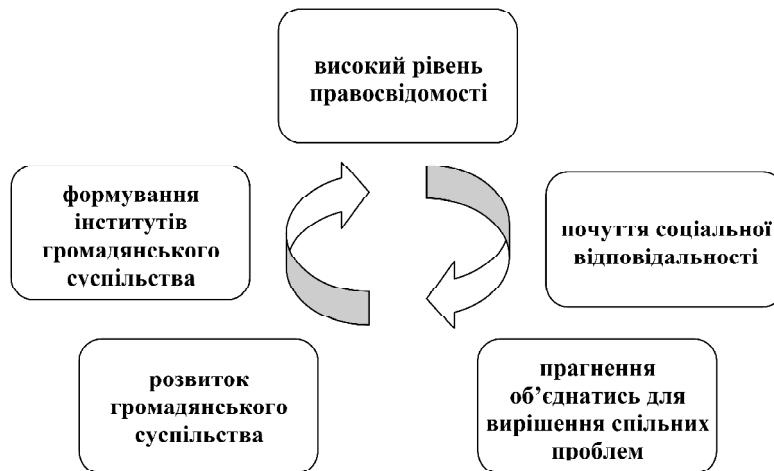 високий рівень
правосвідомості
формування
інститутів
громадянського
суспільства
почуття соціальної
відповідальності
розвиток
громадянського
суспільства
прагнення
об’єднатись для
вирішення спільних
проблем